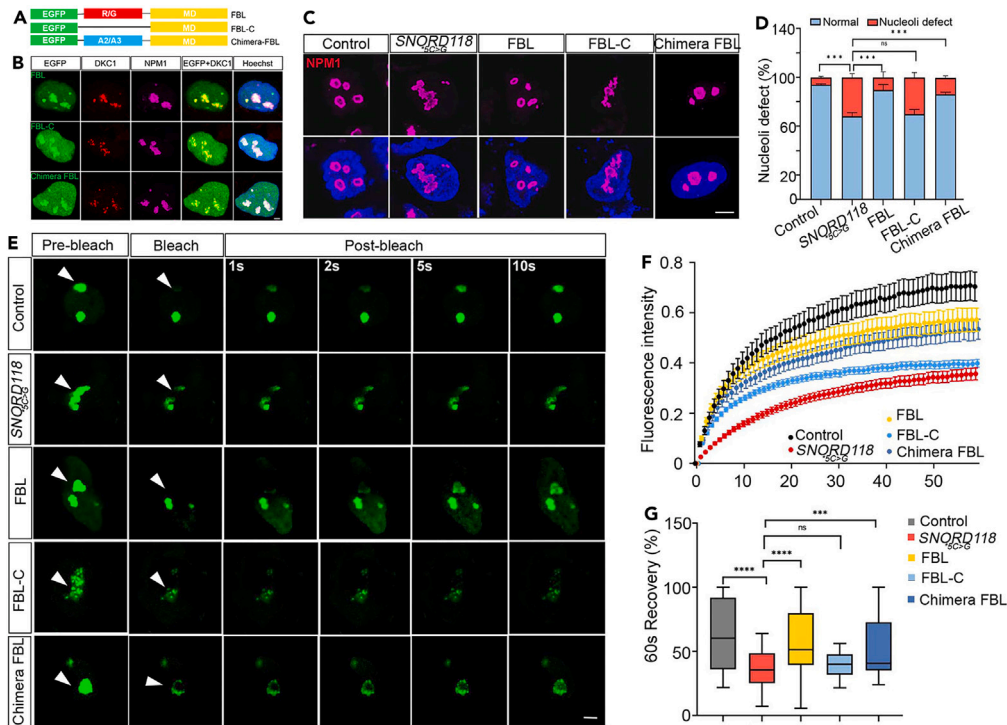 A
EGFP R/G MD FBL
EGFP MD FBL-C
EGFP A2/A3 MD Chimera-FBL
B
EGFP DKC1 NPM1 EGFP+DKC1 Hoechst
FBL
FBL-C
Chimera FBL
C
Control SNORD118 *5C>G FBL FBL-C Chimera FBL
NPM1
D
Normal Nucleoli defect
***
ns
*** ***
Nucleoli defect (%)
100
140
120
100
80
60
0
Control
SNORD118 *5C>G
FBL
FBL-C
Chimera FBL
E
Pre-bleach Bleach Post-bleach
1s 2s 5s 10s
Control
SNORD118 *5C>G
FBL
FBL-C
Chimera FBL
F
Fluorescence intensity
0.8
0.6
0.4
0.2
0
0 10 20 30 40 50
Control
SNORD118 *5C>G
FBL
FBL-C
Chimera FBL
G
60s Recovery (%)
150
100
50
0
***
ns
**** ****
Control
SNORD118 *5C>G
FBL
FBL-C
Chimera FBL